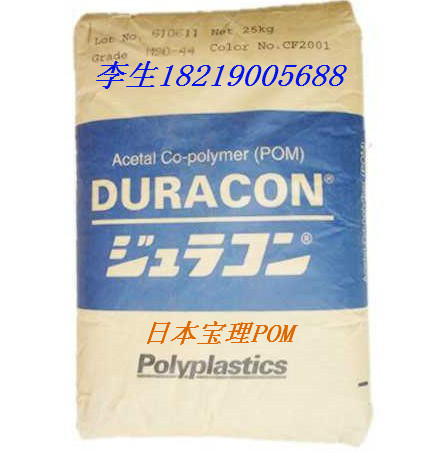 Lot No. 610611 Net 25kg
Grade M90-44 Color No.CF2001
李生18219005688
Acetal Co-polymer (POM)
DURACON®
ジュラコン®
日本宝理POM
Polyplastics